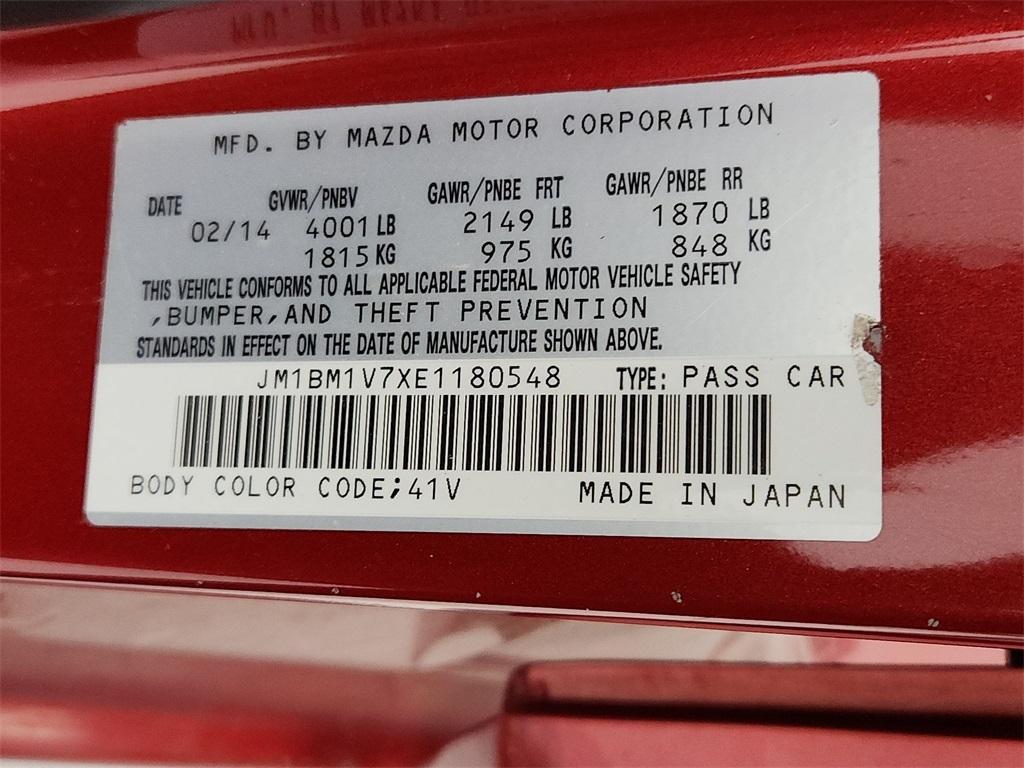 MFD. BY MAZDA MOTOR CORPORATION
DATE GVWR/PNBV GAWR/PNBE FRT GAWR/PNBE RR
02/14 4001 LB 2149 LB 1870 LB
1815 KG 975 KG 848 KG
THIS VEHICLE CONFORMS TO ALL APPLICABLE FEDERAL MOTOR VEHICLE SAFETY
,BUMPER,AND THEFT PREVENTION
STANDARDS IN EFFECT ON THE DATE OF MANUFACTURE SHOWN ABOVE.
JM1BM1V7XE1180548 TYPE: PASS CAR
BODY COLOR CODE;41V MADE IN JAPAN